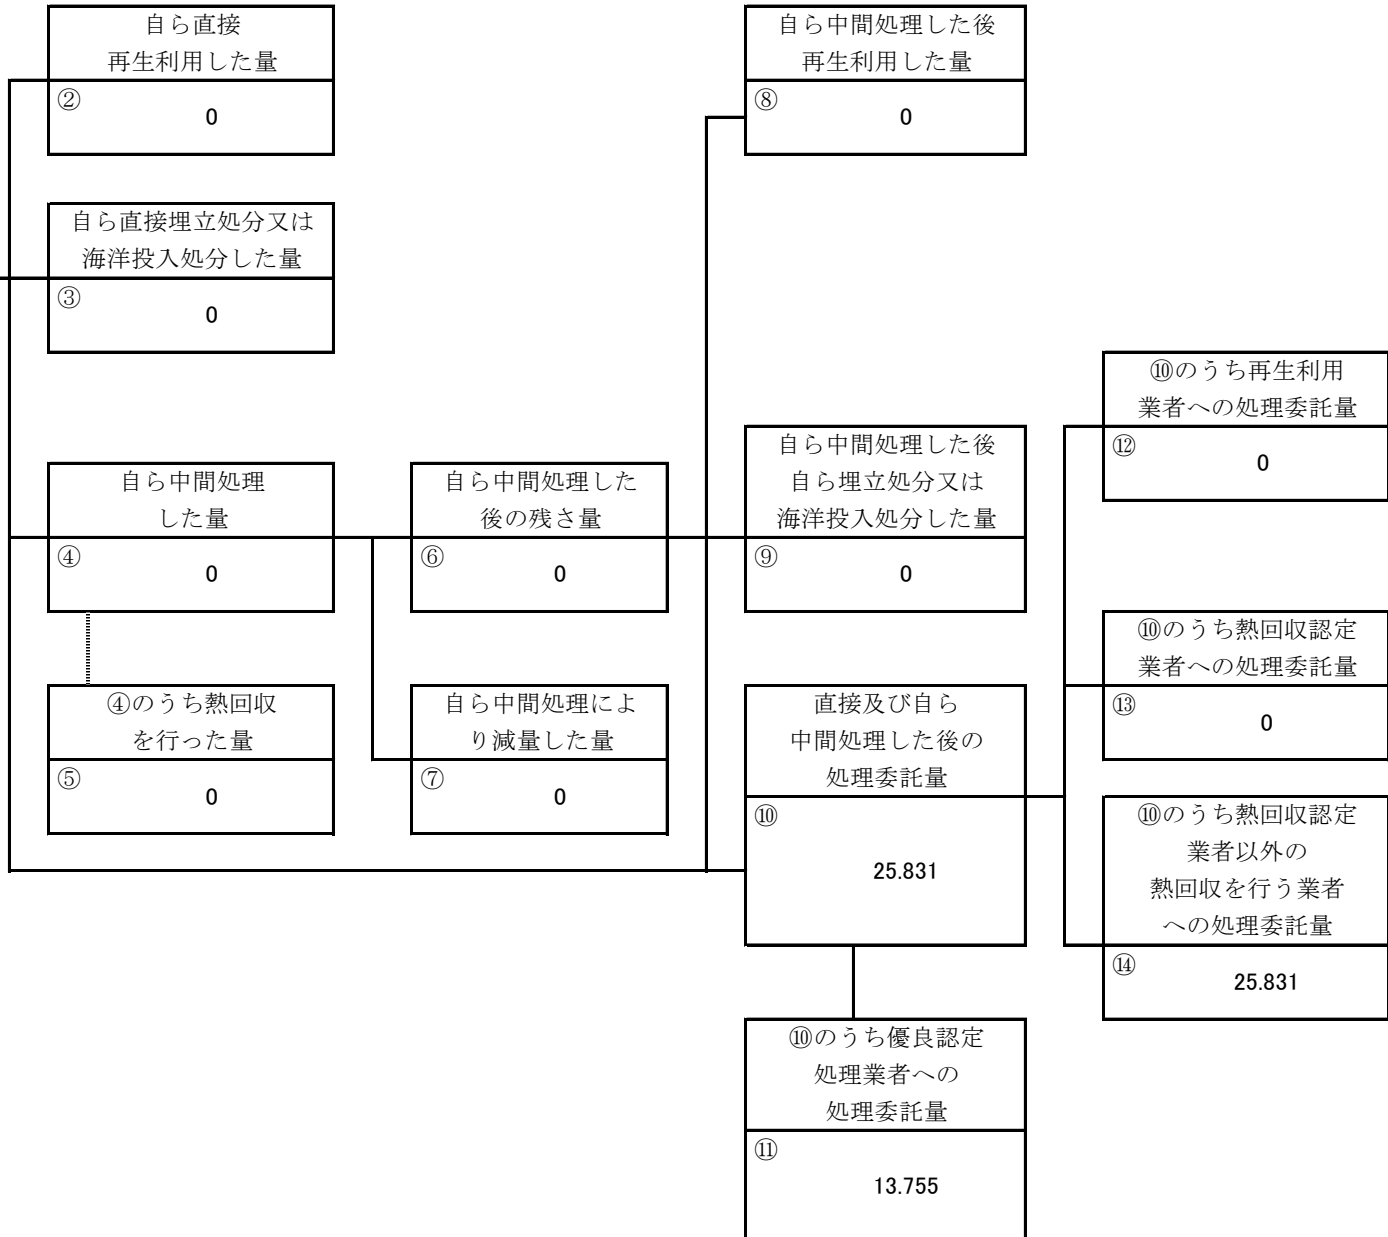 自ら直接
再生利用した量
②
0
自ら中間処理した後
再生利用した量
⑧
0
自ら直接埋立処分又は
海洋投入処分した量
③
0
⑩のうち再生利用
業者への処理委託量
⑫
0
自ら中間処理
した量
④
0
自ら中間処理した
後の残さ量
⑥
0
自ら中間処理した後
自ら埋立処分又は
海洋投入処分した量
⑨
0
⑩のうち熱回収認定
業者への処理委託量
⑬
0
④のうち熱回収
を行った量
⑤
0
自ら中間処理によ
り減量した量
⑦
0
直接及び自ら
中間処理した後の
処理委託量
⑩
25.831
⑩のうち熱回収認定
業者以外の
熱回収を行う業者
への処理委託量
⑭
25.831
⑩のうち優良認定
処理業者への
処理委託量
⑪
13.755